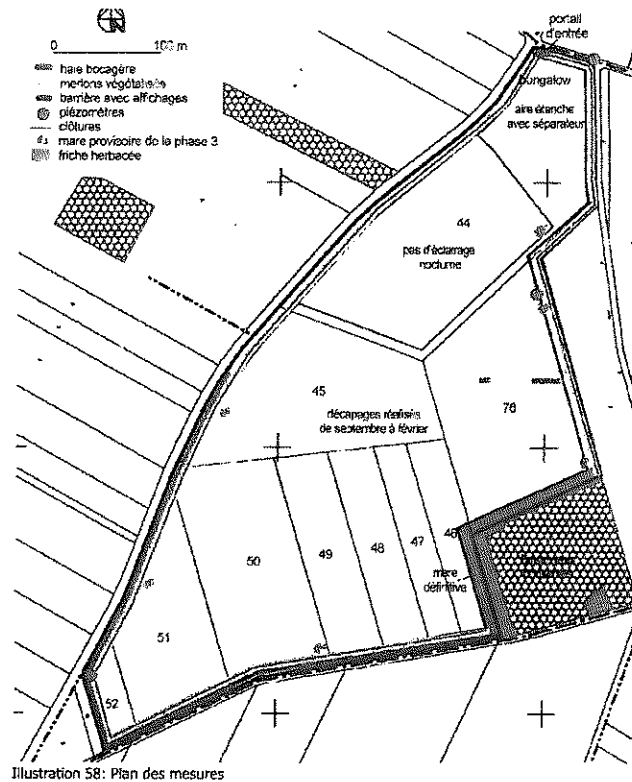 N
0 100 m
haie bocagère
merlons végétalisés
barrière avec affichages
piézomètres
clôtures
mare provisoire de la phase 3
friche herbacée
portail
d'entrée
bungalow
aire étanche
avec séparateur
44
pas d'éclairage
nocturne
45
décapages réalisés
de septembre à février
76
50
49
48
47
46
mare
définitive
51
52
Illustration 58: Plan des mesures